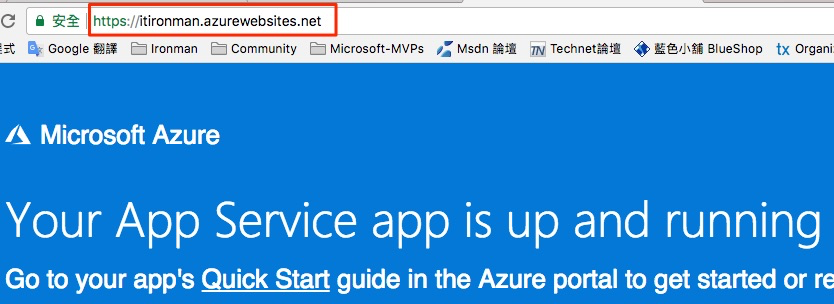 安全 https://itironman.azurewebsites.net
式 Google 翻譯 Ironman Community Microsoft-MVPs Msdn 論壇 TN Technet論壇 藍色小舖 BlueShop tx Organi
Microsoft Azure
Your App Service app is up and running
Go to your app's Quick Start guide in the Azure portal to get started or re